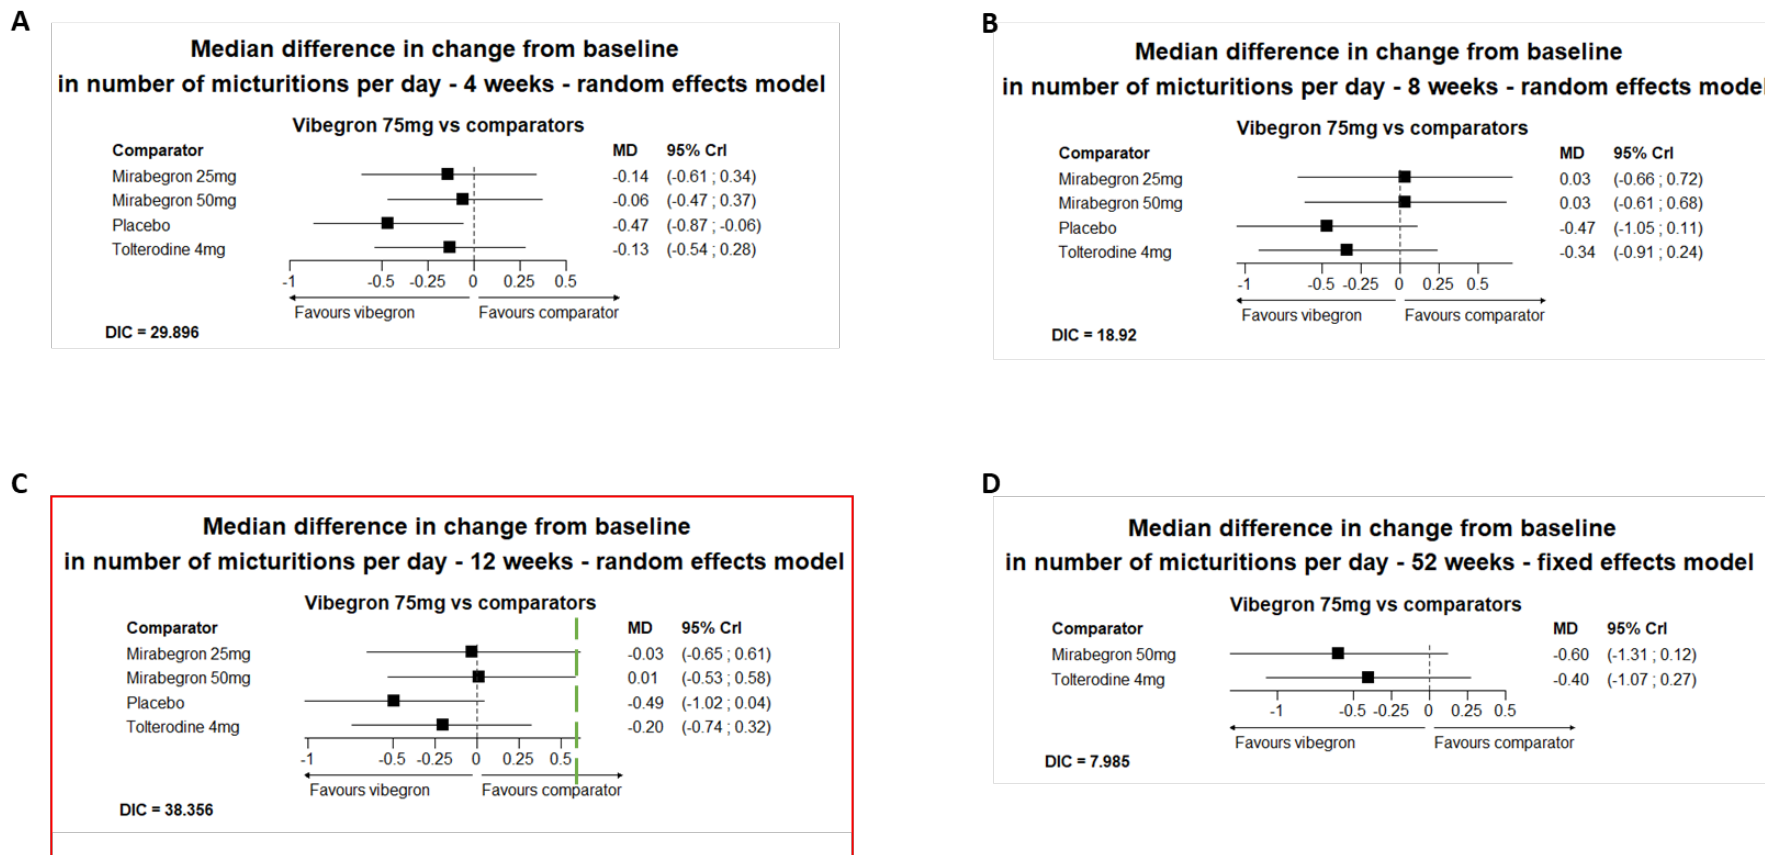 A
Median difference in change from baseline
in number of micturitions per day - 4 weeks - random effects model
Vibegron 75mg vs comparators
Comparator MD 95% Crl
Mirabegron 25mg -0.14 (-0.61 ; 0.34)
Mirabegron 50mg -0.06 (-0.47 ; 0.37)
Placebo -0.47 (-0.87 ; -0.06)
Tolterodine 4mg -0.13 (-0.54 ; 0.28)
-1 -0.5 -0.25 0 0.25 0.5
Favours vibegron Favours comparator
DIC = 29.896
B
Median difference in change from baseline
in number of micturitions per day - 8 weeks - random effects model
Vibegron 75mg vs comparators
Comparator MD 95% Crl
Mirabegron 25mg 0.03 (-0.66 ; 0.72)
Mirabegron 50mg 0.03 (-0.61 ; 0.68)
Placebo -0.47 (-1.05 ; 0.11)
Tolterodine 4mg -0.34 (-0.91 ; 0.24)
-1 -0.5 -0.25 0 0.25 0.5
Favours vibegron Favours comparator
DIC = 18.92
C
Median difference in change from baseline
in number of micturitions per day - 12 weeks - random effects model
Vibegron 75mg vs comparators
Comparator MD 95% Crl
Mirabegron 25mg -0.03 (-0.65 ; 0.61)
Mirabegron 50mg 0.01 (-0.53 ; 0.58)
Placebo -0.49 (-1.02 ; 0.04)
Tolterodine 4mg -0.20 (-0.74 ; 0.32)
-1 -0.5 -0.25 0 0.25 0.5
Favours vibegron Favours comparator
DIC = 38.356
D
Median difference in change from baseline
in number of micturitions per day - 52 weeks - fixed effects model
Vibegron 75mg vs comparators
Comparator MD 95% Crl
Mirabegron 50mg -0.60 (-1.31 ; 0.12)
Tolterodine 4mg -0.40 (-1.07 ; 0.27)
-1 -0.5 -0.25 0 0.25 0.5
Favours vibegron Favours comparator
DIC = 7.985